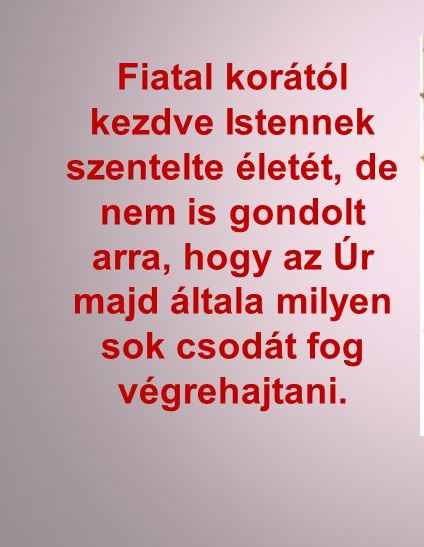 Fiatal korától
kezdve Istennek
szentelte életét, de
nem is gondolt
arra, hogy az Úr
majd általa milyen
sok csodát fog
végrehajtani.